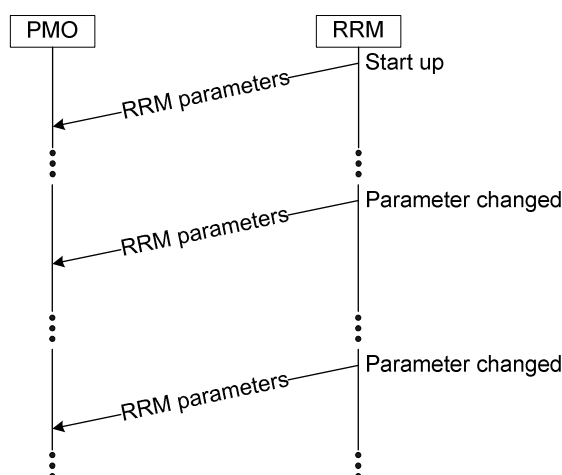 PMO
RRM
Start up
RRM parameters
Parameter changed
RRM parameters
Parameter changed
RRM parameters